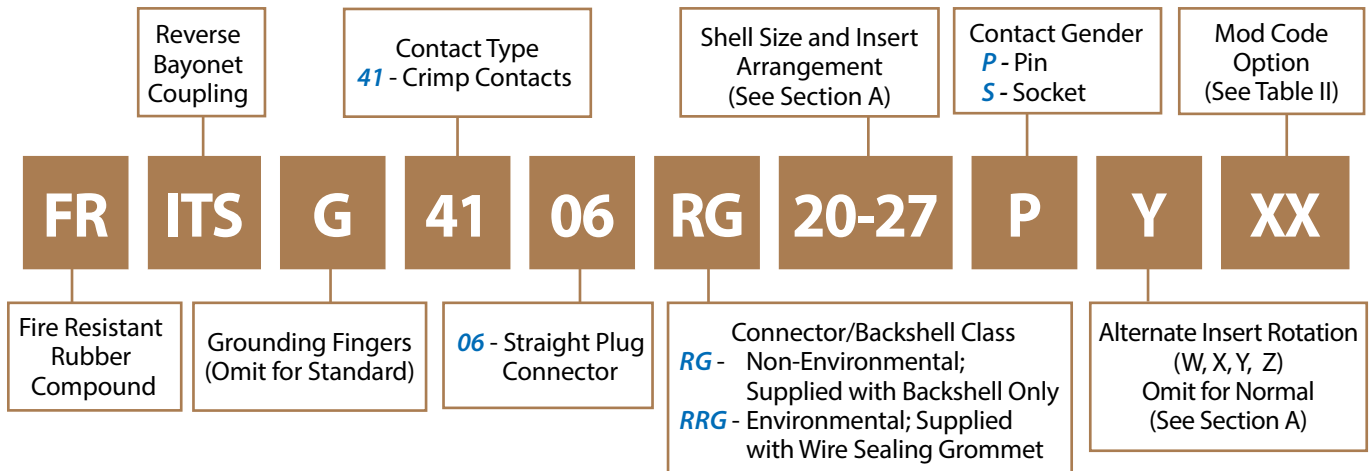 Reverse
Bayonet
Coupling
Contact Type
41 - Crimp Contacts
Shell Size and Insert
Arrangement
(See Section A)
Contact Gender
P - Pin
S - Socket
Mod Code
Option
(See Table II)
FR ITS G 41 06 RG 20-27 P Y XX
Fire Resistant
Rubber
Compound
Grounding Fingers
(Omit for Standard)
06 - Straight Plug
Connector
Connector/Backshell Class
RG - Non-Environmental;
Supplied with Backshell Only
RRG - Environmental; Supplied
with Wire Sealing Grommet
Alternate Insert Rotation
(W, X, Y, Z)
Omit for Normal
(See Section A)